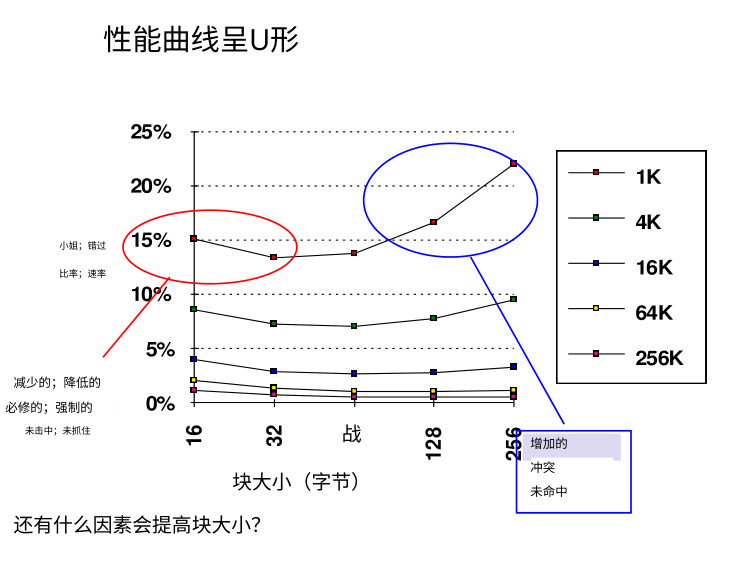 性能曲线呈U形
25%
20%
小姐；错过
15%
比率；速率
10%
5%
0%
减少的；降低的
必修的；强制的
未击中；未抓住
16
32
战
128
256
块大小（字节）
1K
4K
16K
64K
256K
增加的
冲突
未命中
还有什么因素会提高块大小？